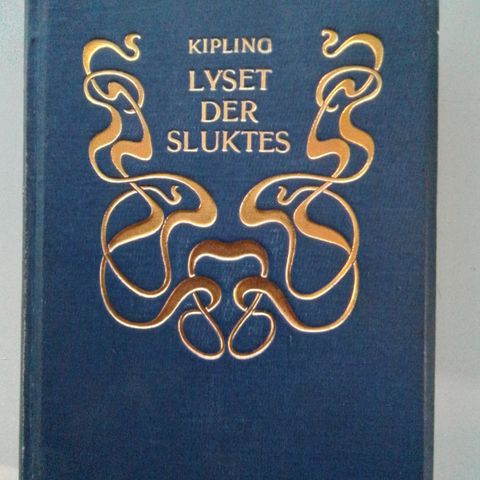 KIPLING
LYSET
DER
SLUKTES